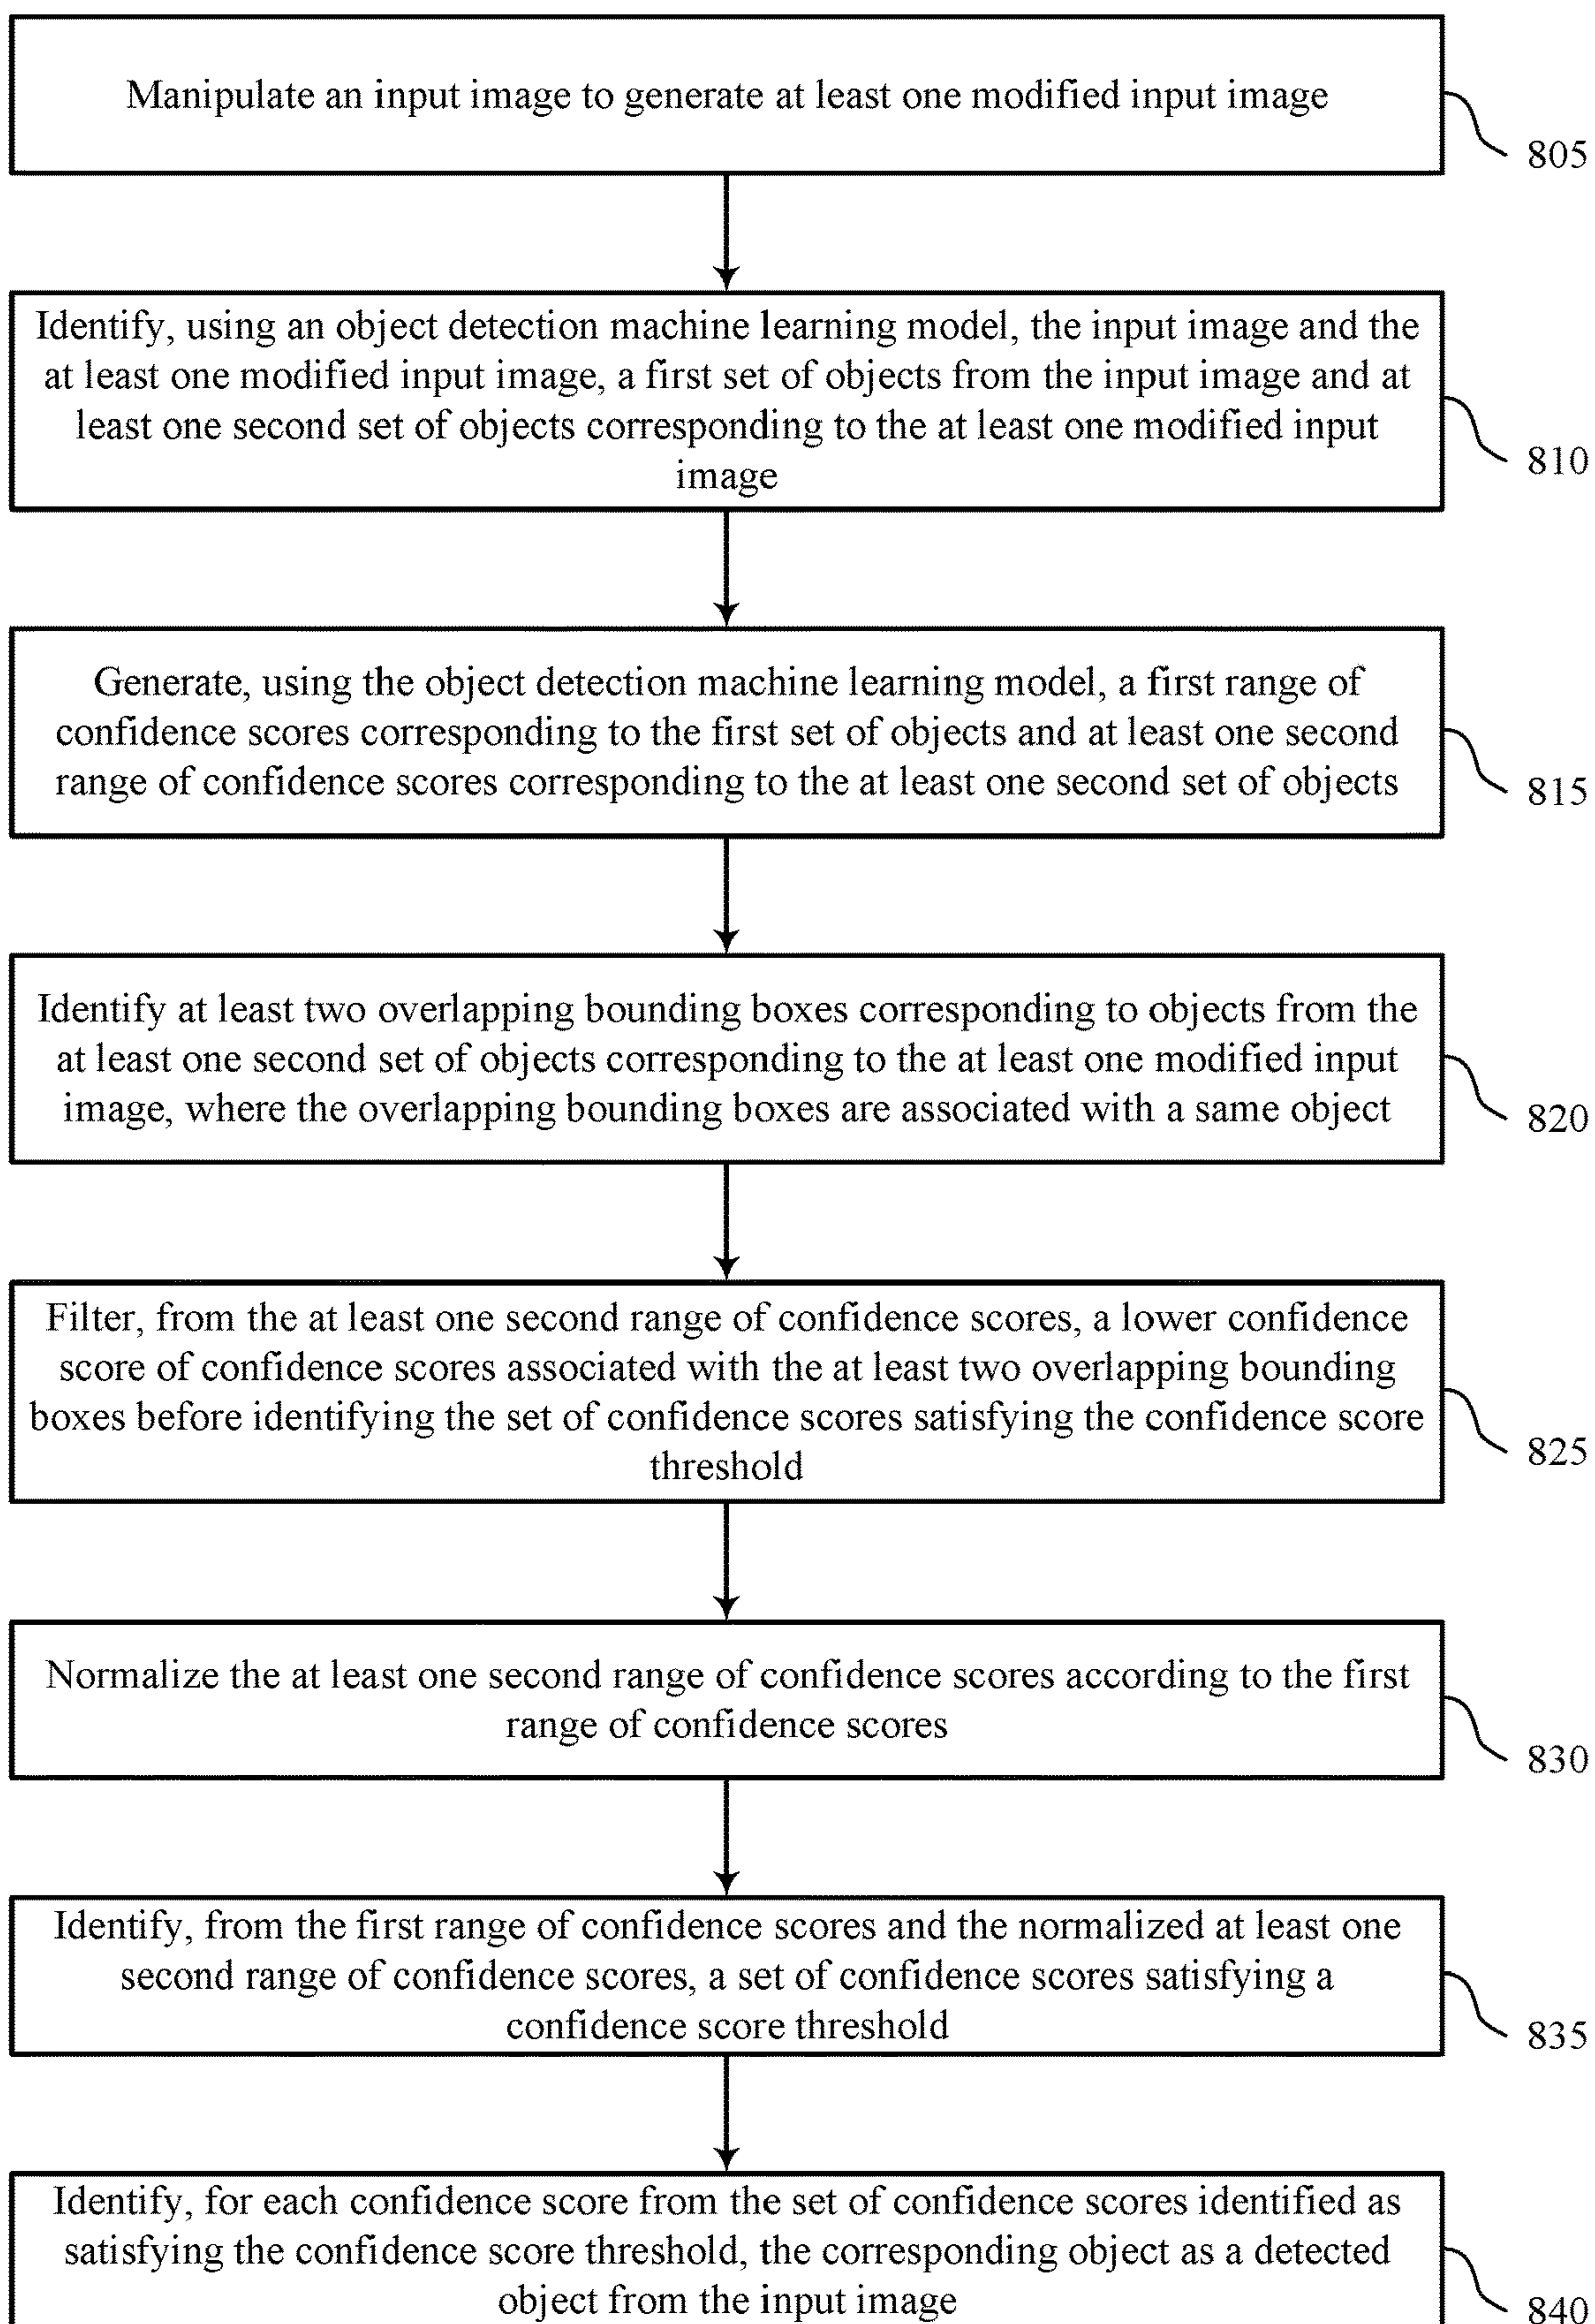 Manipulate an input image to generate at least one modified input image
805
Identify, using an object detection machine learning model, the input image and the
at least one modified input image, a first set of objects from the input image and at
least one second set of objects corresponding to the at least one modified input
image
810
Generate, using the object detection machine learning model, a first range of
confidence scores corresponding to the first set of objects and at least one second
range of confidence scores corresponding to the at least one second set of objects
815
Identify at least two overlapping bounding boxes corresponding to objects from the
at least one second set of objects corresponding to the at least one modified input
image, where the overlapping bounding boxes are associated with a same object
820
Filter, from the at least one second range of confidence scores, a lower confidence
score of confidence scores associated with the at least two overlapping bounding
boxes before identifying the set of confidence scores satisfying the confidence score
threshold
825
Normalize the at least one second range of confidence scores according to the first
range of confidence scores
830
Identify, from the first range of confidence scores and the normalized at least one
second range of confidence scores, a set of confidence scores satisfying a
confidence score threshold
835
Identify, for each confidence score from the set of confidence scores identified as
satisfying the confidence score threshold, the corresponding object as a detected
object from the input image
840